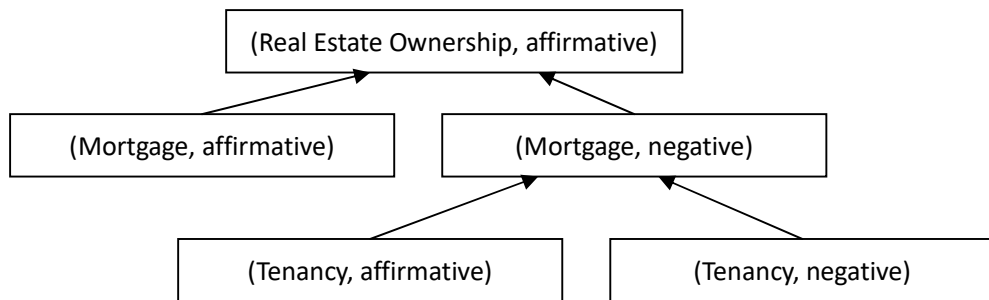 (Real Estate Ownership, affirmative)
(Mortgage, affirmative)
(Mortgage, negative)
(Tenancy, affirmative)
(Tenancy, negative)